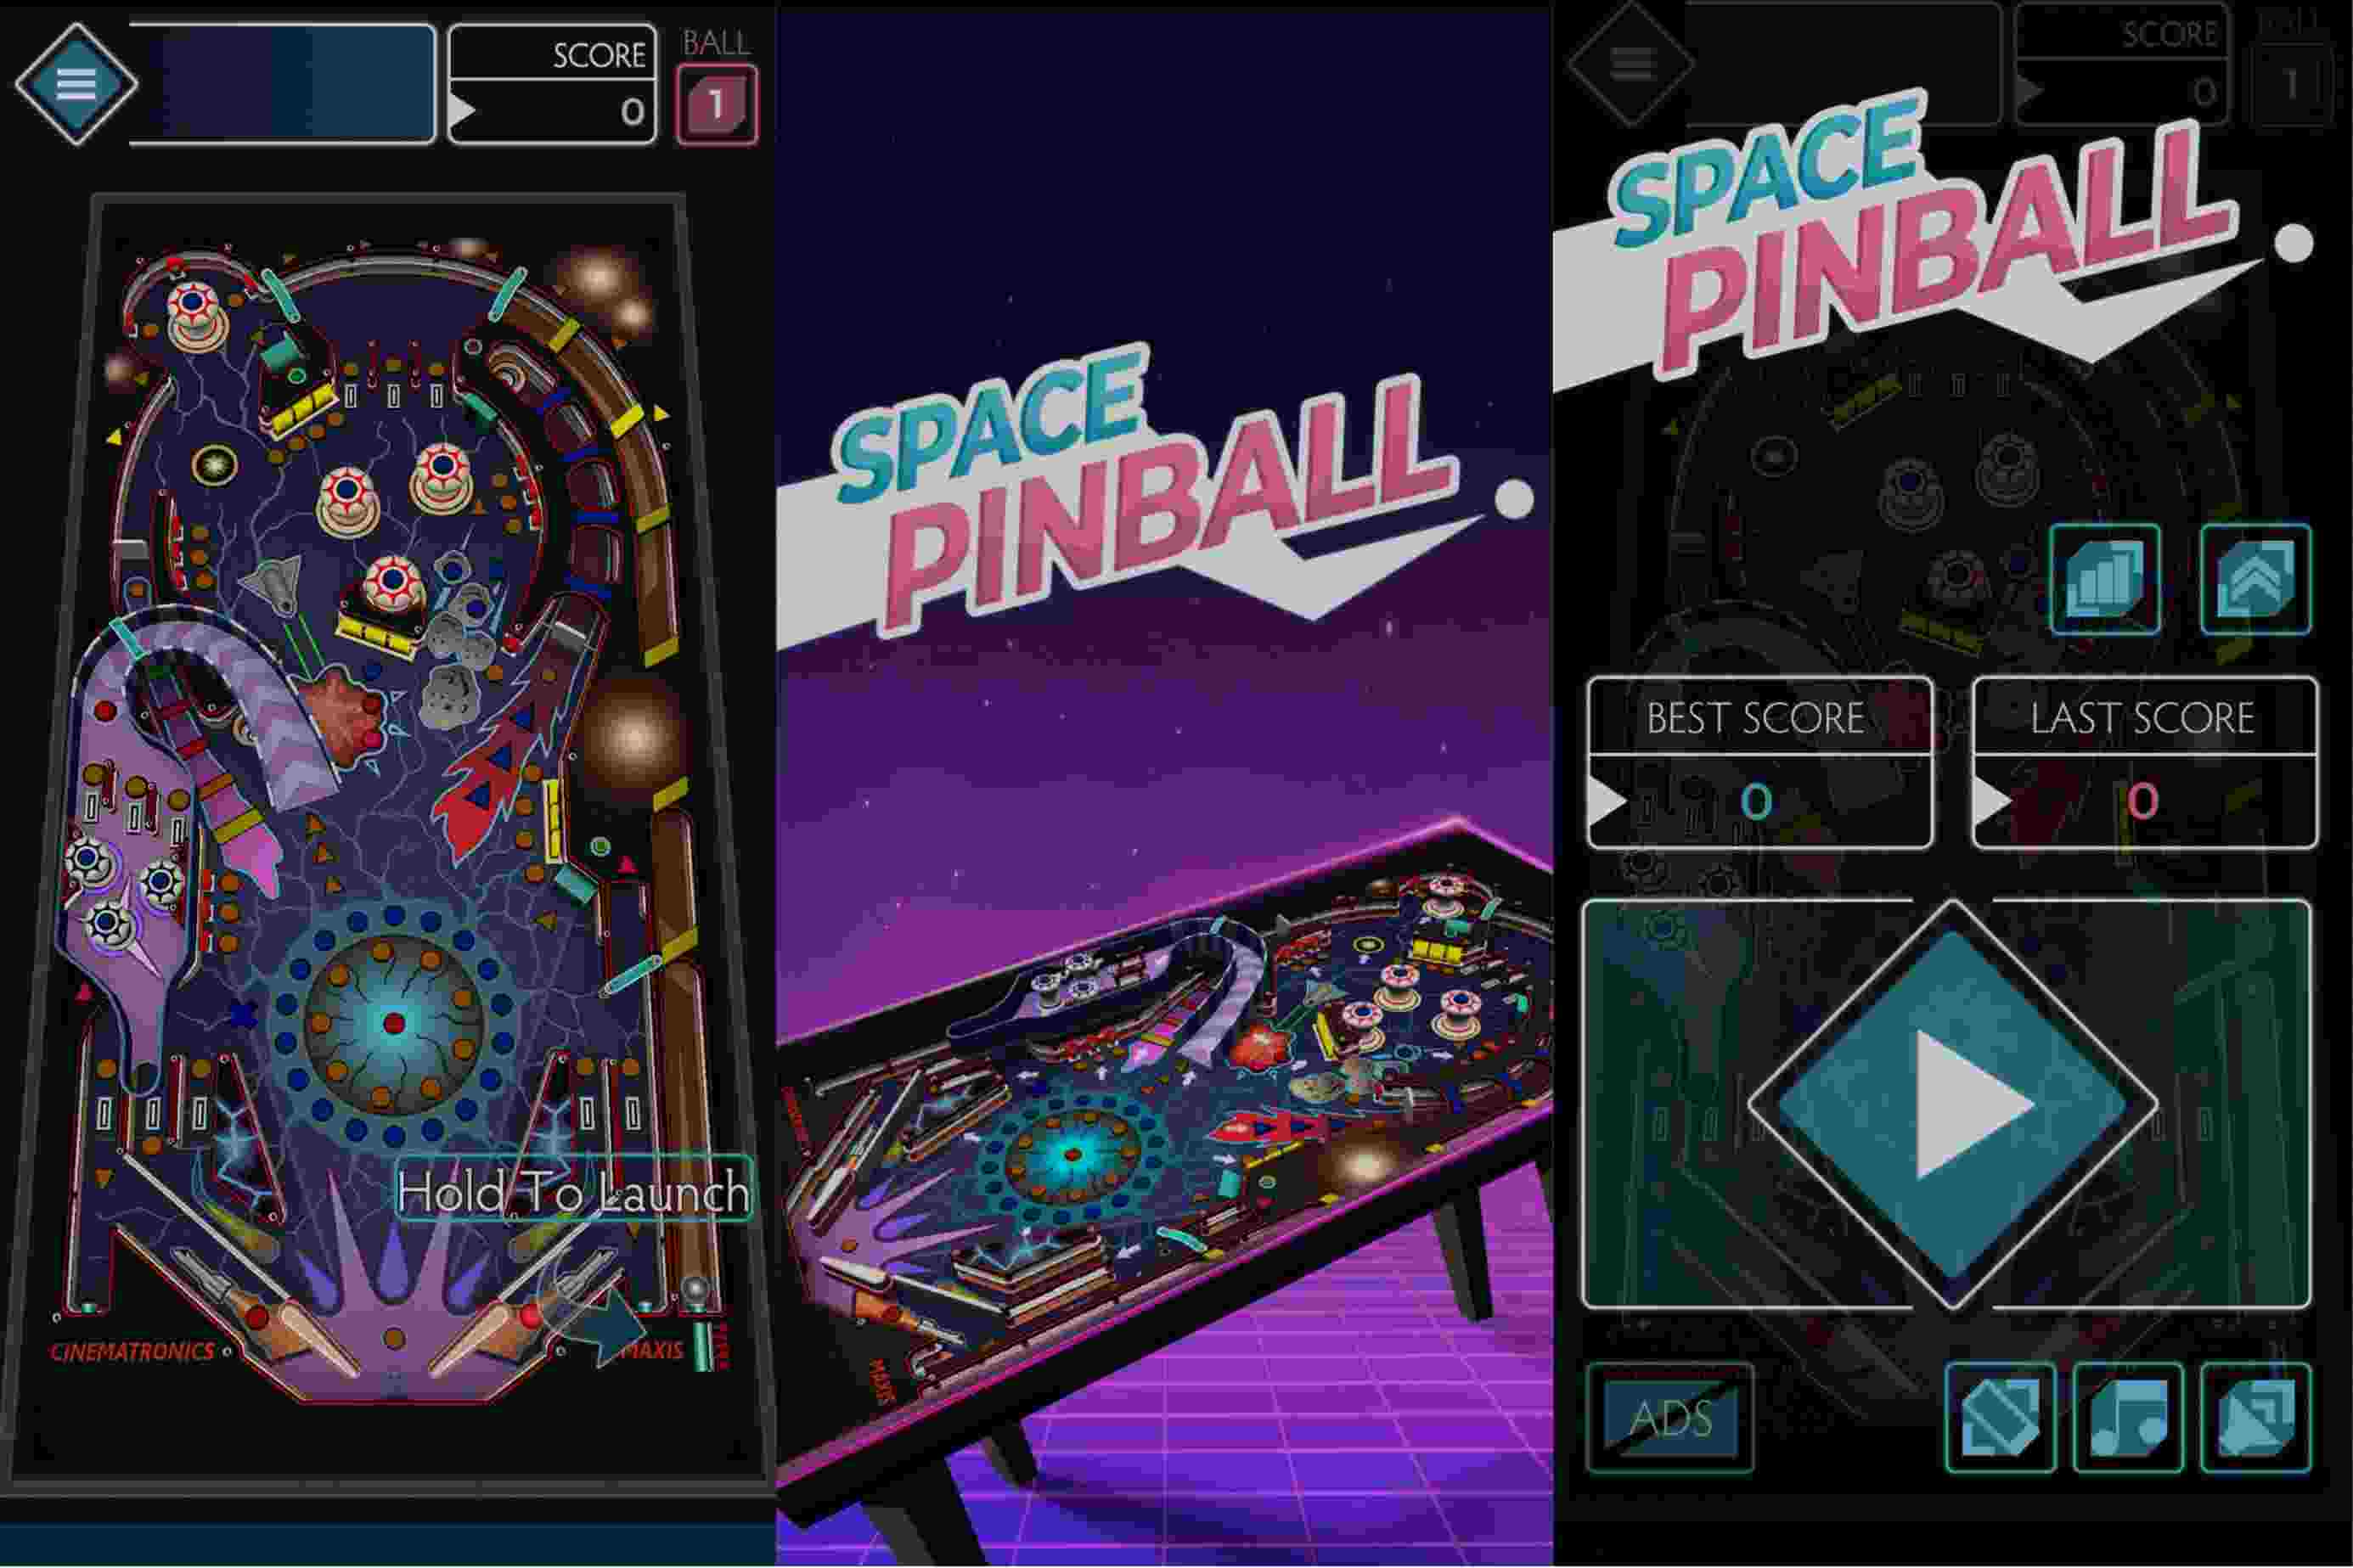 SCORE
0
BALL
1
Hold To Launch
CINEMATRONICS
MAXIS
SPACE
PINBALL
MAXIS
SCORE
0
1
SPACE
PINBALL
BEST SCORE
0
LAST SCORE
0
ADS